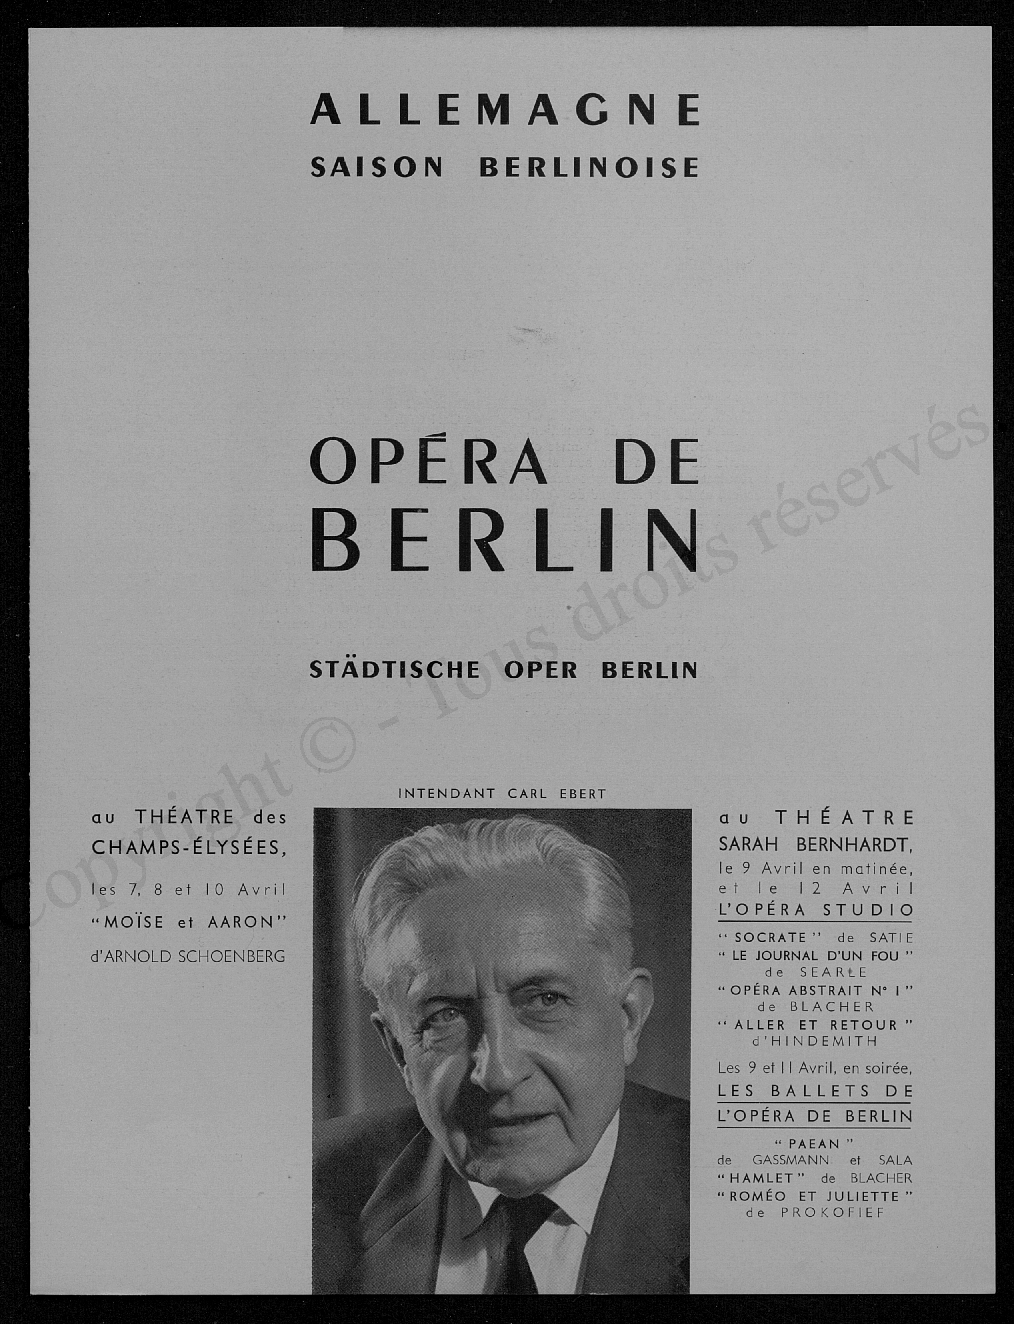 ALLEMAGNE
SAISON BERLINOISE
OPÉRA DE
BERLIN
STÄDTISCHE OPER BERLIN
INTENDANT CARL EBERT
au THÉATRE des
CHAMPS-ÉLYSÉES,
les 7, 8 et 10 Avril
“MOÏSE et AARON”
d'ARNOLD SCHOENBERG
au THÉATRE
SARAH BERNHARDT,
le 9 Avril en matinée,
et le 12 Avril
L'OPÉRA STUDIO
“ SOCRATE ” de SATIE
“ LE JOURNAL D'UN FOU ”
de SEARLE
“ OPÉRA ABSTRAIT N° I ”
de BLACHER
“ ALLER ET RETOUR ”
d'HINDEMITH
Les 9 et 11 Avril, en soirée,
LES BALLETS DE
L'OPÉRA DE BERLIN
“ PAEAN ”
de GASSMANN et SALA
“ HAMLET ” de BLACHER
“ ROMÉO ET JULIETTE ”
de PROKOFIEF
Copyright © - Tous droits réservés